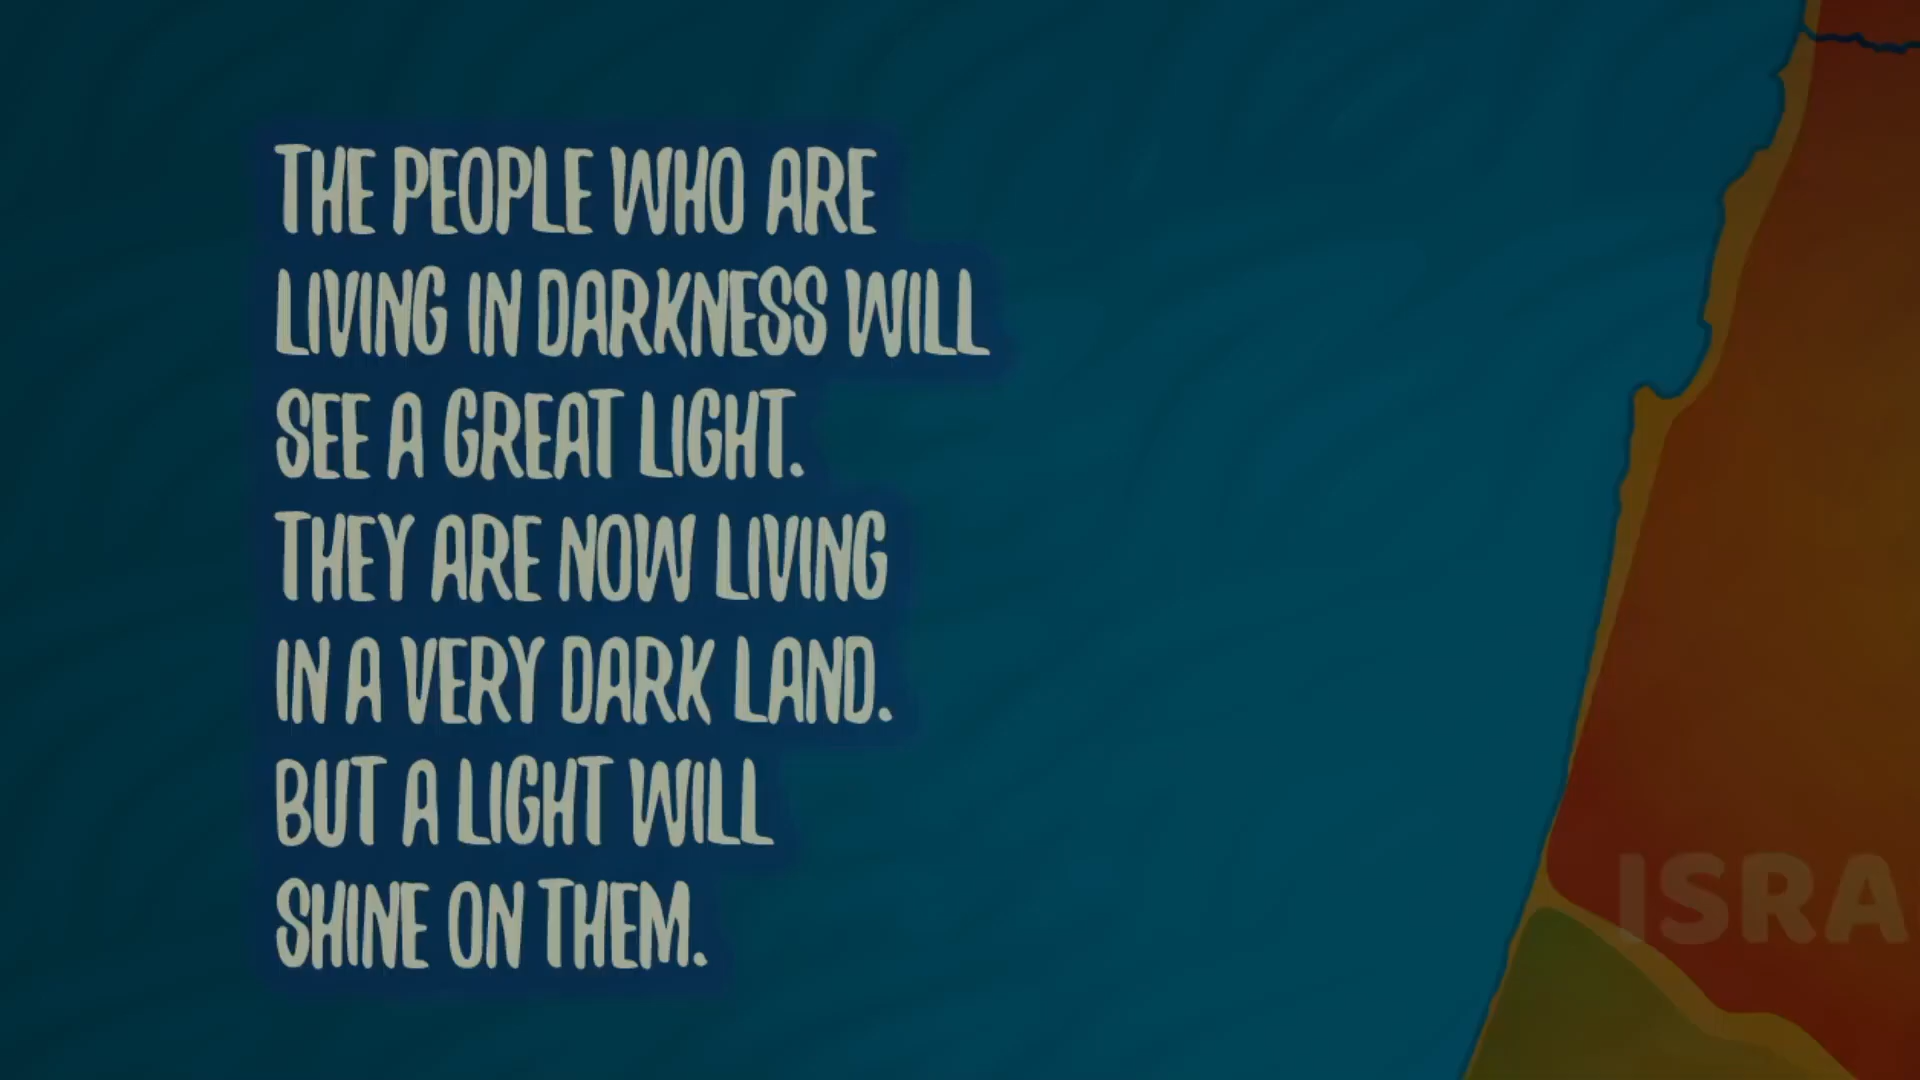 THE PEOPLE WHO ARE
LIVING IN DARKNESS WILL
SEE A GREAT LIGHT.
THEY ARE NOW LIVING
IN A VERY DARK LAND.
BUT A LIGHT WILL
SHINE ON THEM.
ISRA